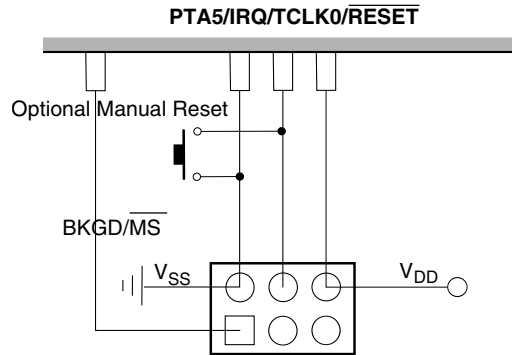 PTA5/IRQ/TCLK0/RESET
Optional Manual Reset
BKGD/MS
VSS
VDD